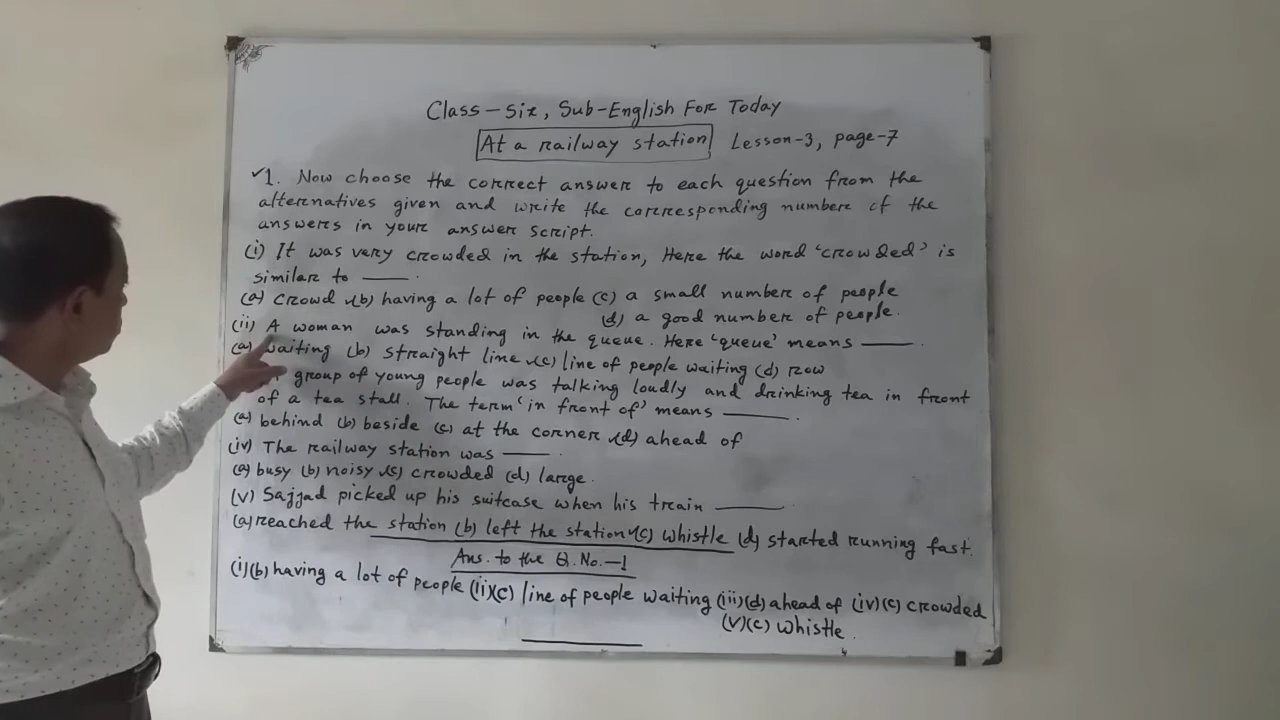 Class-Six, Sub-English For Today
At a railway station Lesson-3, page-7
✓1. Now choose the correct answer to each question from the
alternatives given and write the corresponding number of the
answers in your answer script.
(i) It was very crowded in the station, Here the word 'crowded' is
similar to ___.
(a) crowd ✓(b) having a lot of people (c) a small number of people
(d) a good number of people.
(ii) A woman was standing in the queue. Here 'queue' means ___.
(a) waiting (b) straight line ✓(c) line of people waiting (d) row
group of young people was talking loudly and drinking tea in front
of a tea stall. The term 'in front of' means ___.
(a) behind (b) beside (c) at the corner ✓(d) ahead of
(iv) The railway station was ___.
(a) busy (b) noisy ✓(c) crowded (d) large.
(v) Sajjad picked up his suitcase when his train ___.
(a) reached the station (b) left the station ✓(c) whistle (d) started running fast.
Ans. to the Q. No.-1
(i)(b) having a lot of people (ii)(c) line of people waiting (iii)(d) ahead of (iv)(c) crowded
(v)(c) whistle.